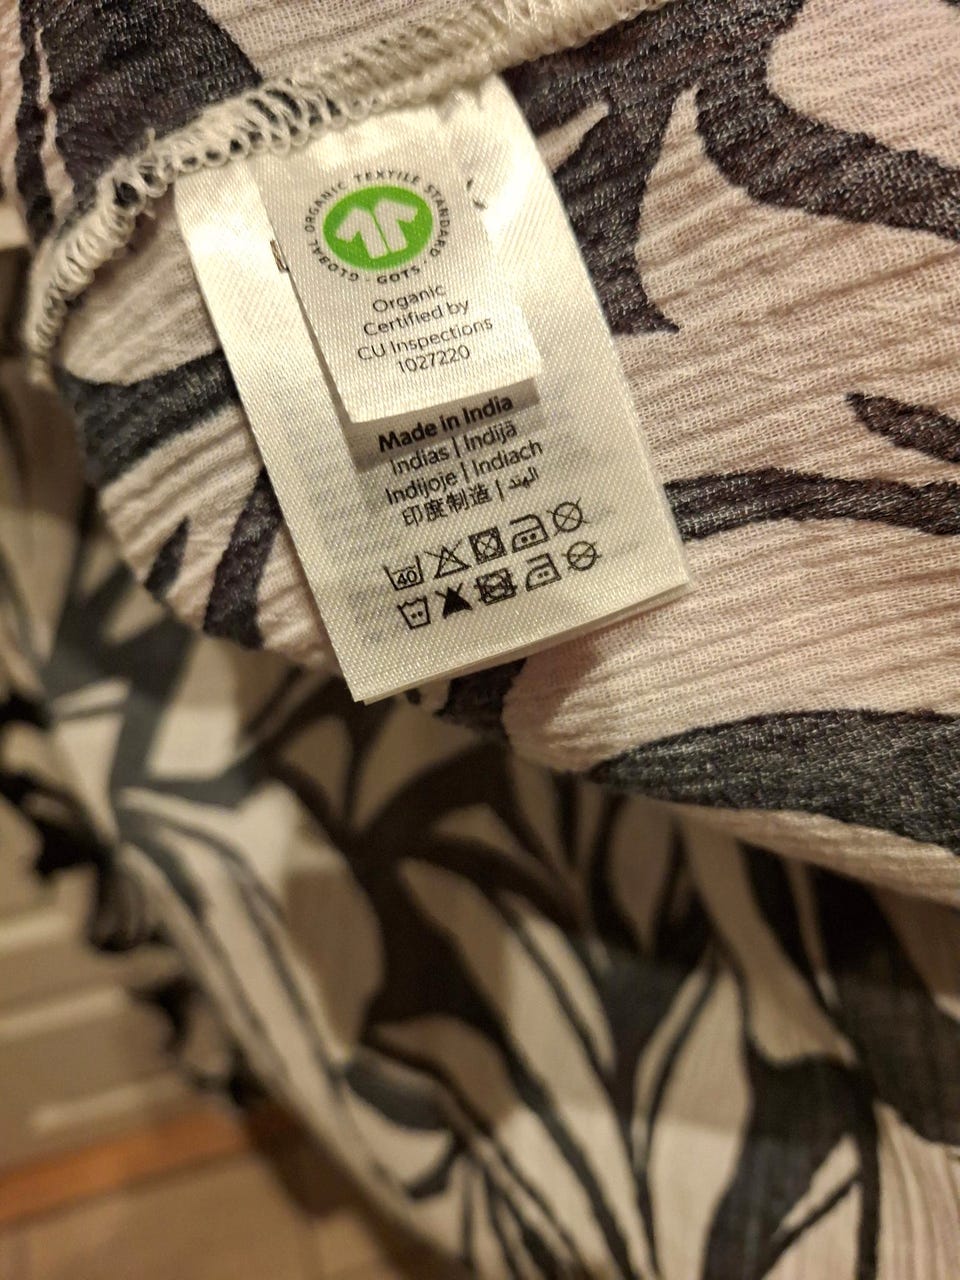 GLOBAL ORGANIC TEXTILE STANDARD · GOTS ·
Organic
Certified by
CU Inspections
1027220
Made in India
Indias | Indijā
Indijoje | Indiach
印度制造 | الهند
40